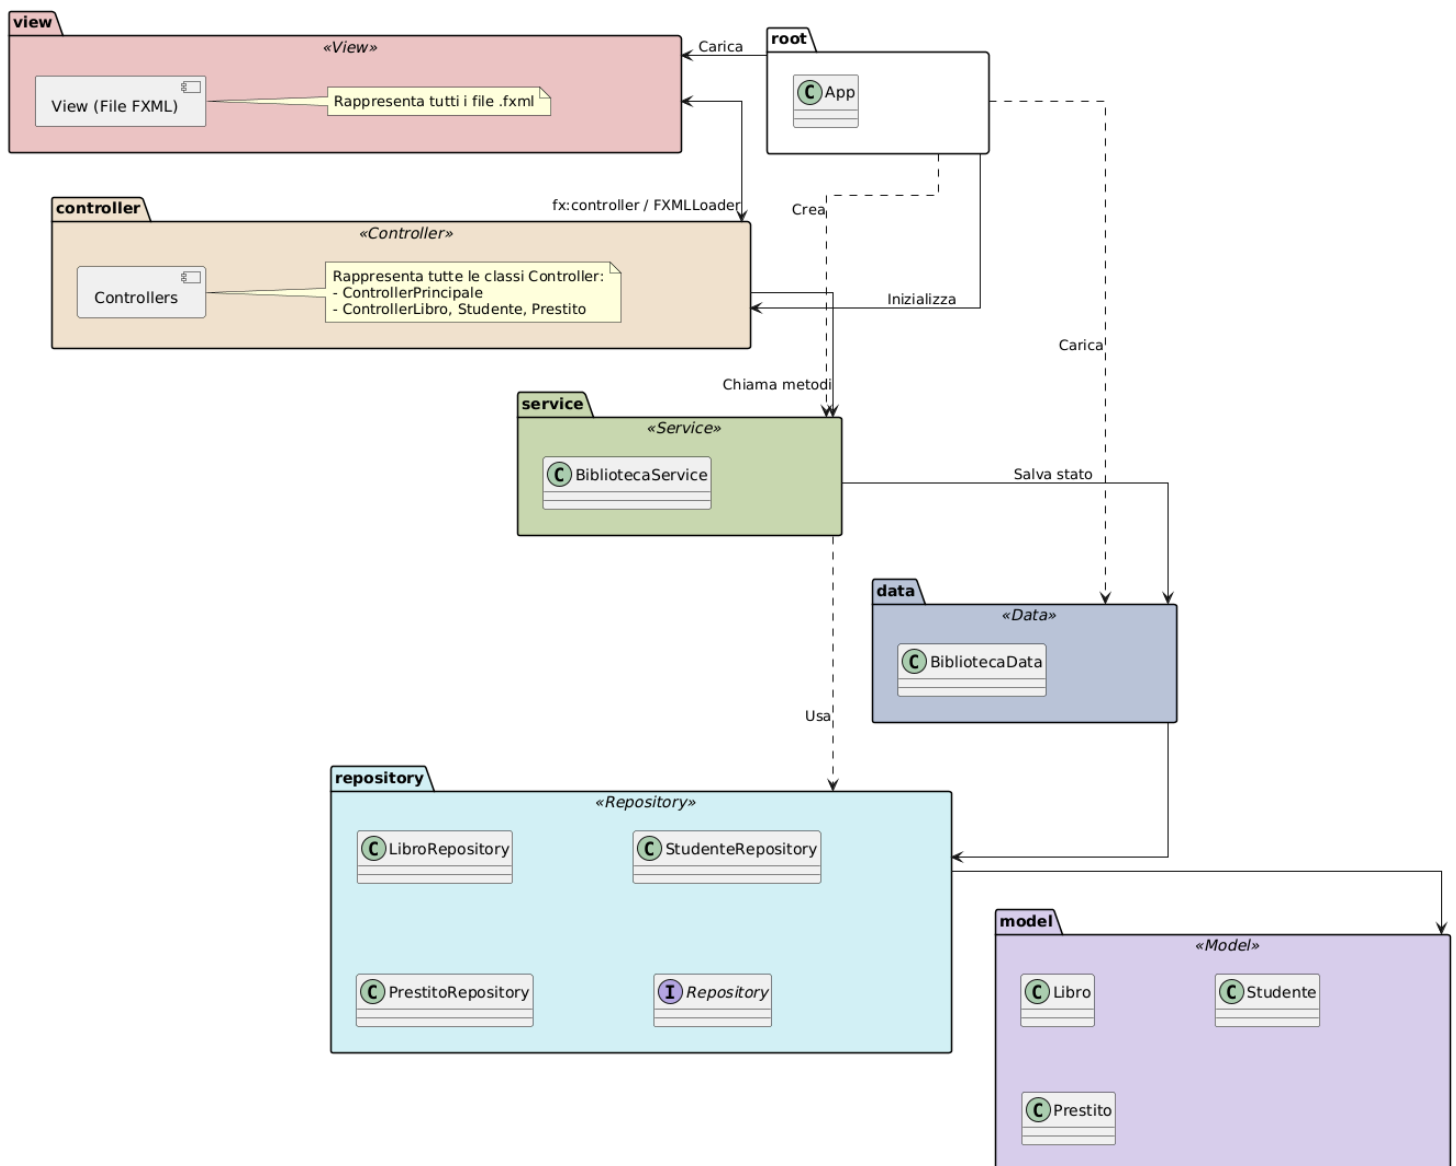 view
«View»
View (File FXML)
Rappresenta tutti i file .fxml
Carica
root
C App
fx:controller / FXMLLoader
controller
«Controller»
Controllers
Rappresenta tutte le classi Controller:
- ControllerPrincipale
- ControllerLibro, Studente, Prestito
Crea
Inizializza
Carica
Chiama metodi
service
«Service»
C BibliotecaService
Salva stato
data
«Data»
C BibliotecaData
Usa
repository
«Repository»
C LibroRepository
C StudenteRepository
C PrestitoRepository
I Repository
model
«Model»
C Libro
C Studente
C Prestito